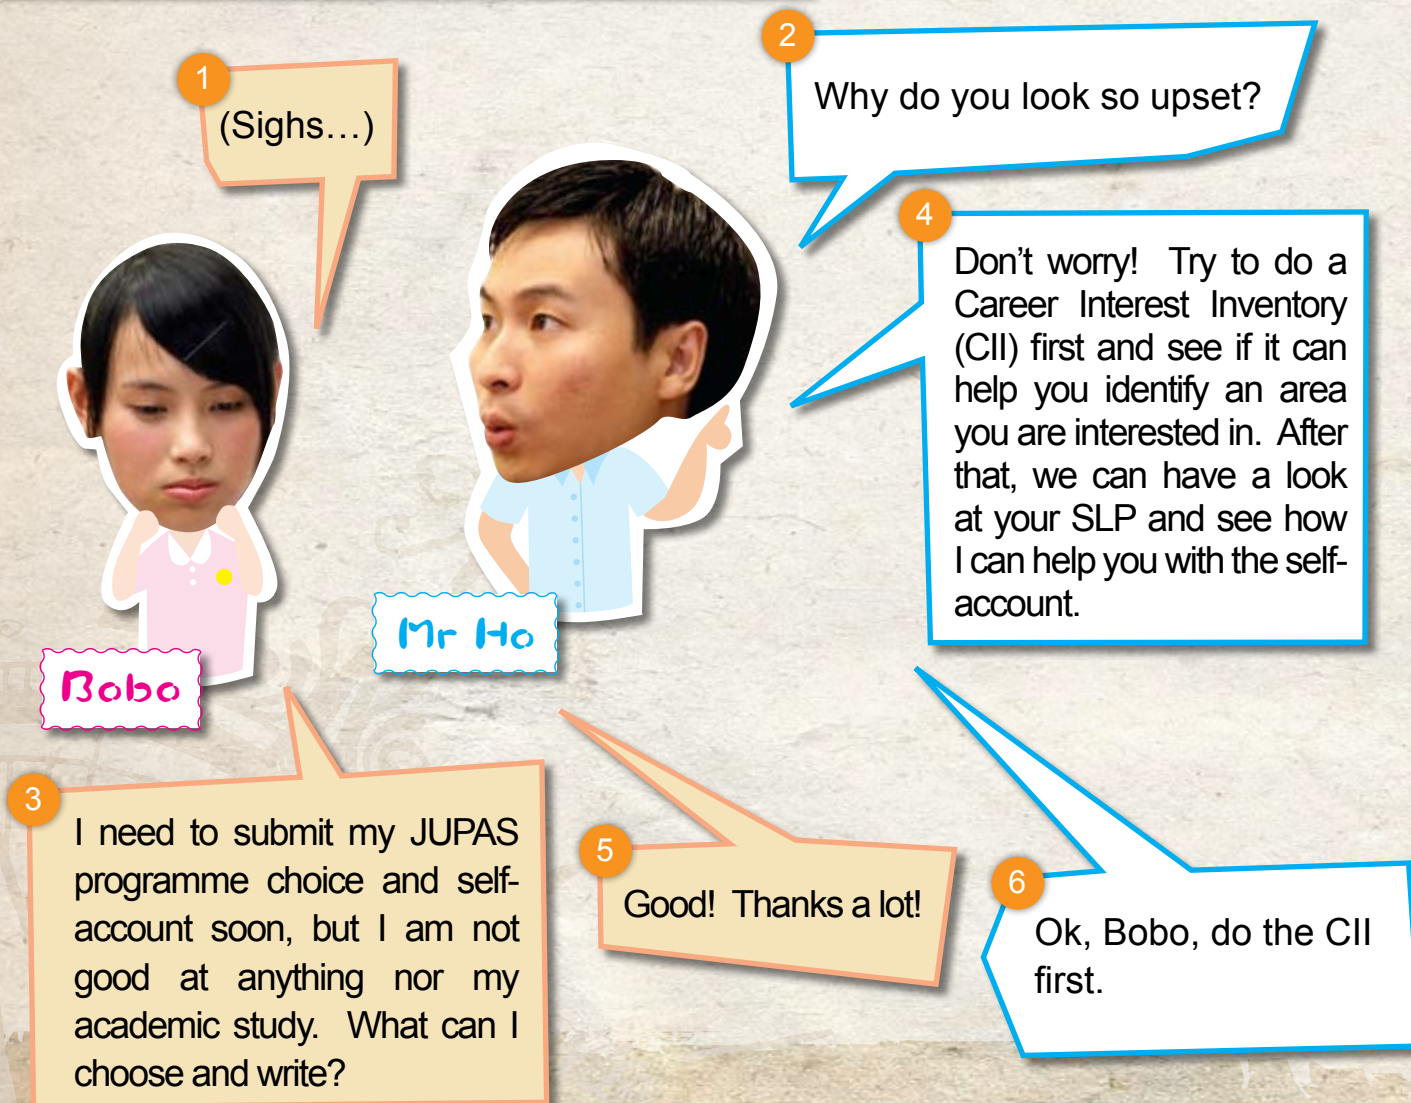 1
(Sighs…)
2
Why do you look so upset?
Bobo
Mr Ho
3
I need to submit my JUPAS
programme choice and self-
account soon, but I am not
good at anything nor my
academic study. What can I
choose and write?
4
Don't worry! Try to do a
Career Interest Inventory
(CII) first and see if it can
help you identify an area
you are interested in. After
that, we can have a look
at your SLP and see how
I can help you with the self-
account.
5
Good! Thanks a lot!
6
Ok, Bobo, do the CII
first.